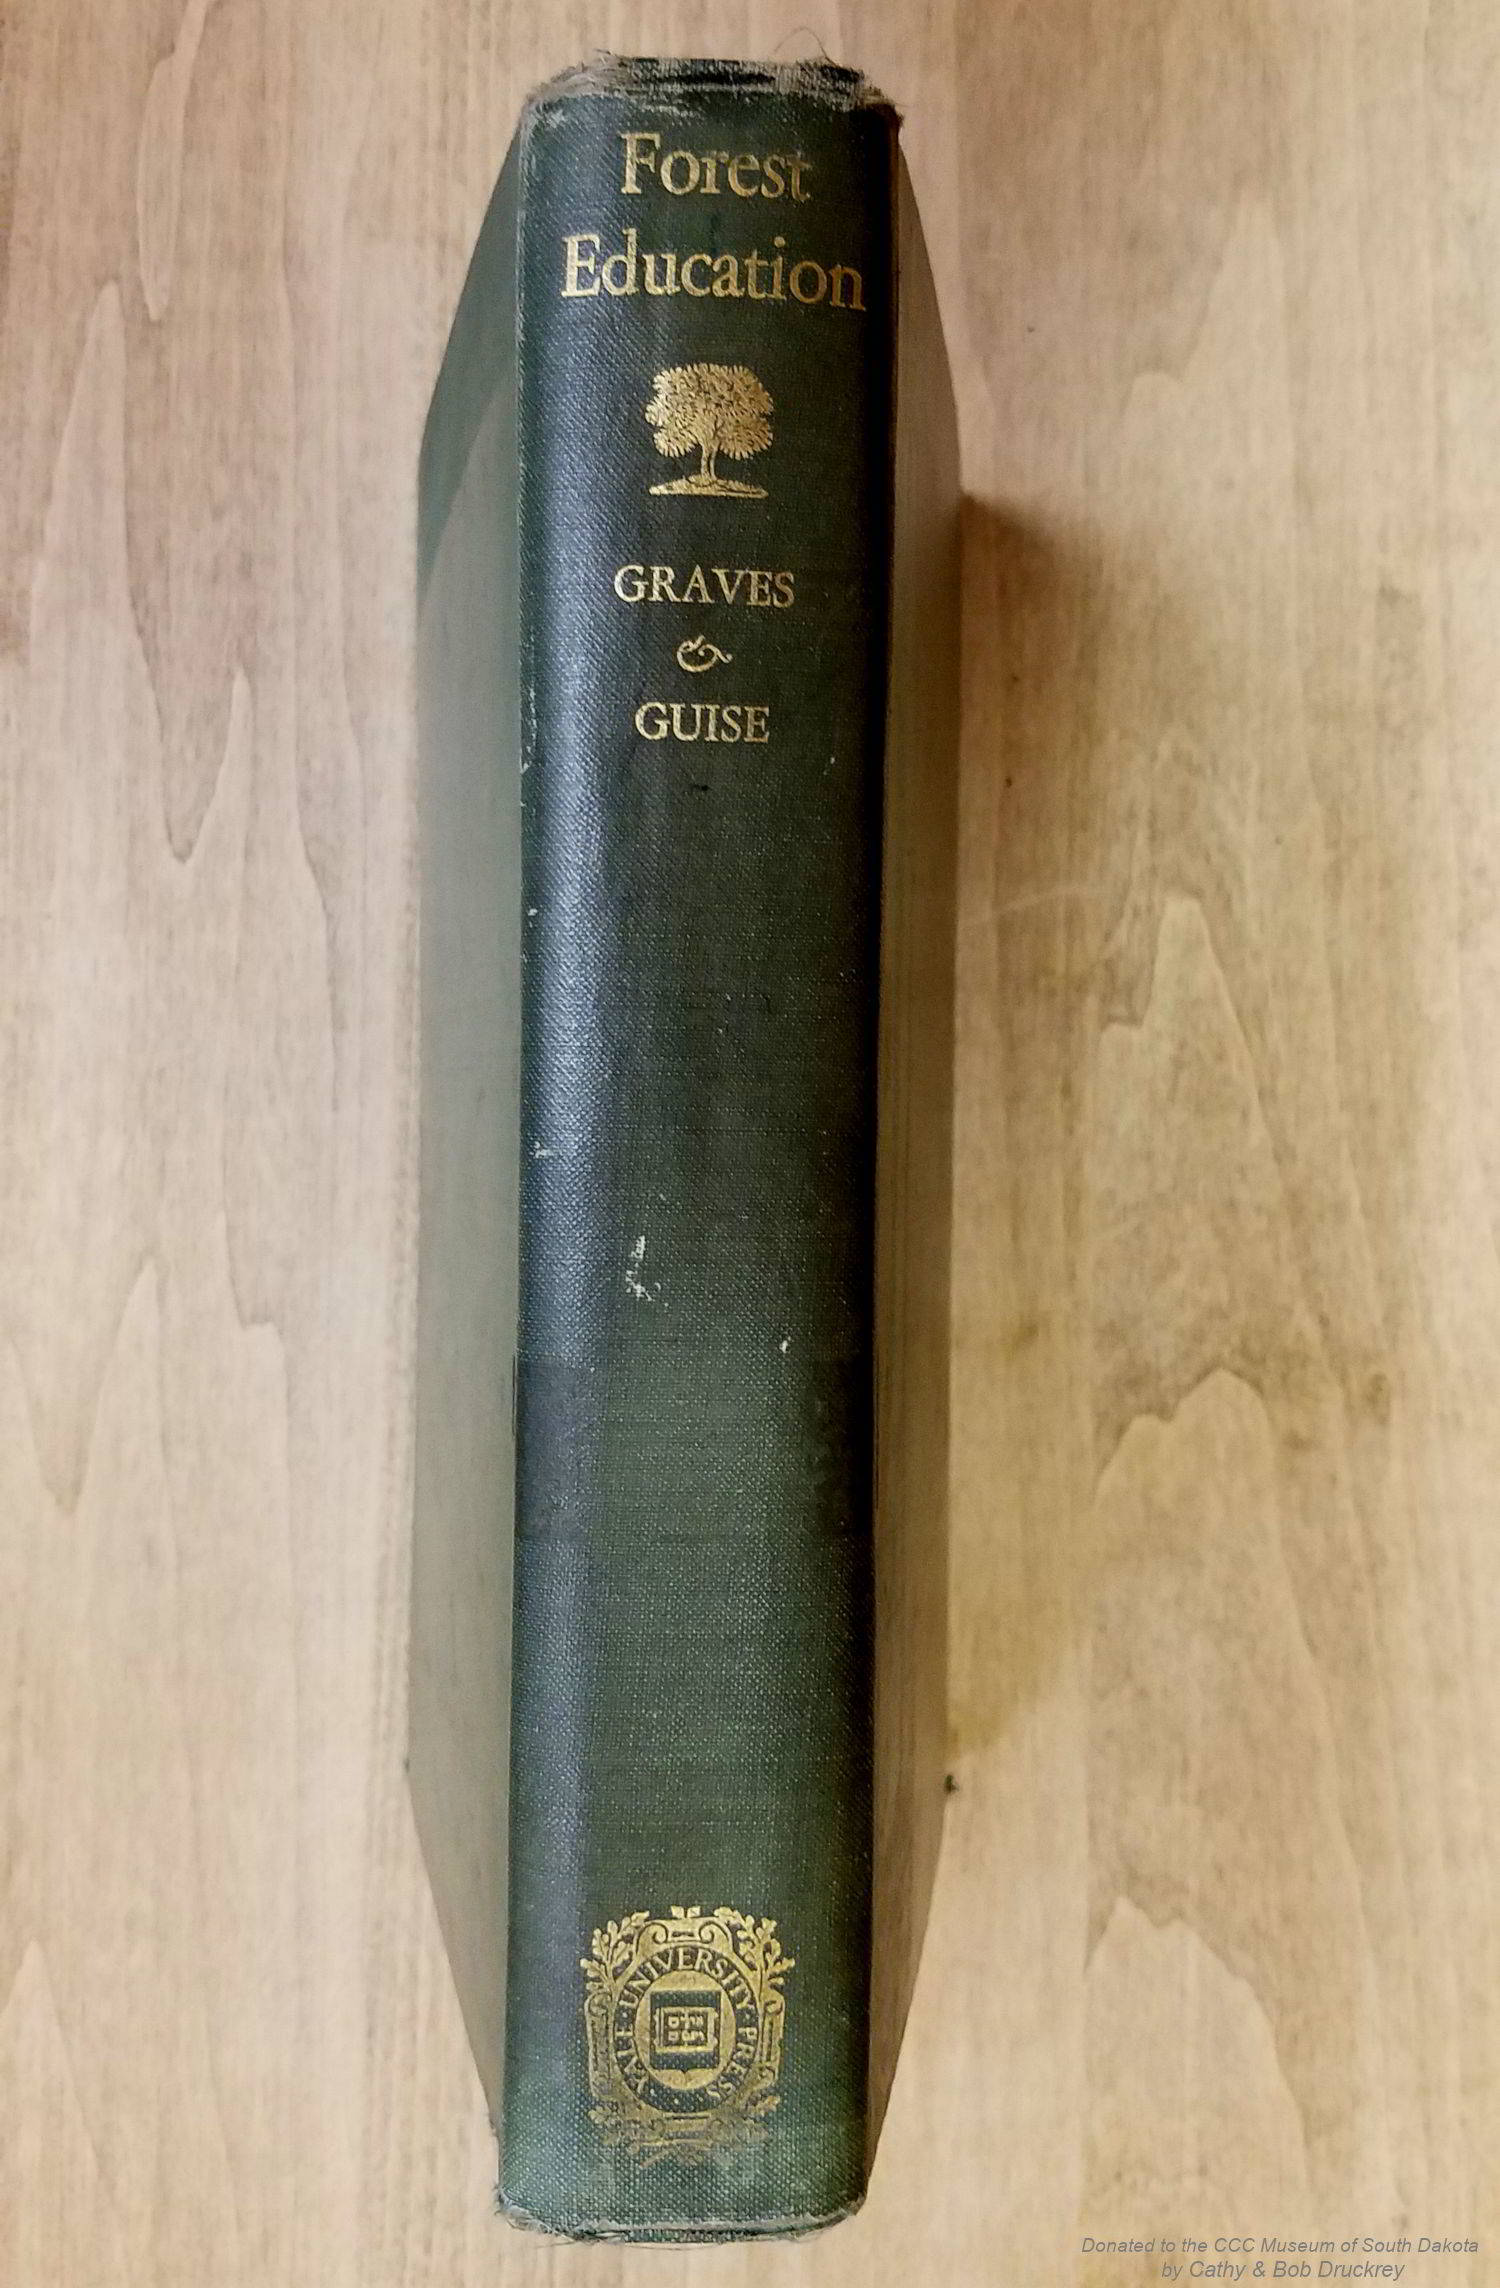 Forest
Education
GRAVES
&
GUISE
YALE · UNIVERSITY · PRESS
Donated to the CCC Museum of South Dakota
by Cathy & Bob Druckrey